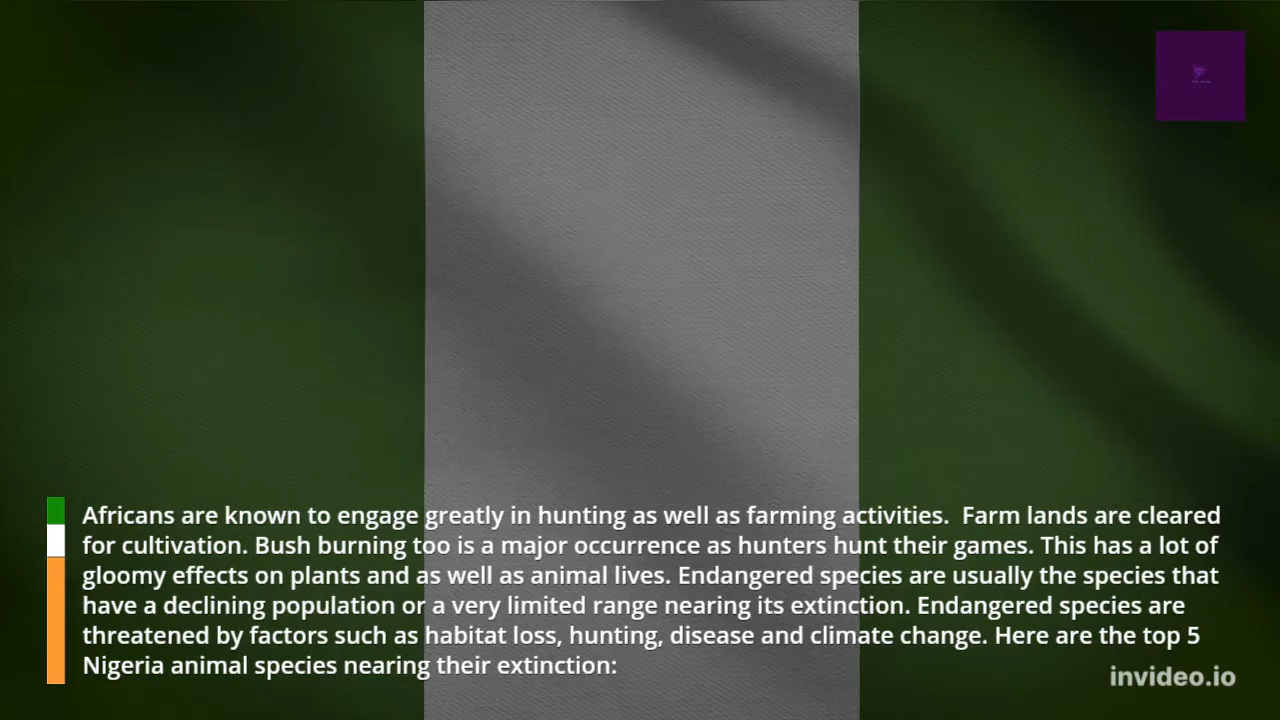 Africans are known to engage greatly in hunting as well as farming activities.  Farm lands are cleared
for cultivation. Bush burning too is a major occurrence as hunters hunt their games. This has a lot of
gloomy effects on plants and as well as animal lives. Endangered species are usually the species that
have a declining population or a very limited range nearing its extinction. Endangered species are
threatened by factors such as habitat loss, hunting, disease and climate change. Here are the top 5
Nigeria animal species nearing their extinction:
invideo.io